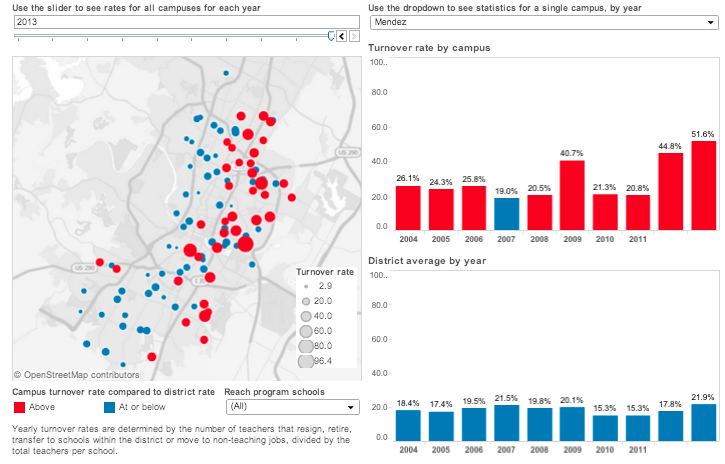 Use the slider to see rates for all campuses for each year
2013
US 290
US 290
Turnover rate
2.9
20.0
40.0
60.0
80.0
96.4
© OpenStreetMap contributors
Campus turnover rate compared to district rate
Above
At or below
Reach program schools
(All)
Yearly turnover rates are determined by the number of teachers that resign, retire,
transfer to schools within the district or move to non-teaching jobs, divided by the
total teachers per school.
Use the dropdown to see statistics for a single campus, by year
Mendez
Turnover rate by campus
100..
80.0
60.0
40.0
20.0
0.0
26.1%
24.3%
25.8%
19.0%
20.5%
40.7%
21.3%
20.8%
44.8%
51.6%
2004 2005 2006 2007 2008 2009 2010 2011
District average by year
100..
80.0
60.0
40.0
20.0
0.0
18.4%
17.4%
19.5%
21.5%
19.8%
20.1%
15.3%
15.3%
17.8%
21.9%
2004 2005 2006 2007 2008 2009 2010 2011